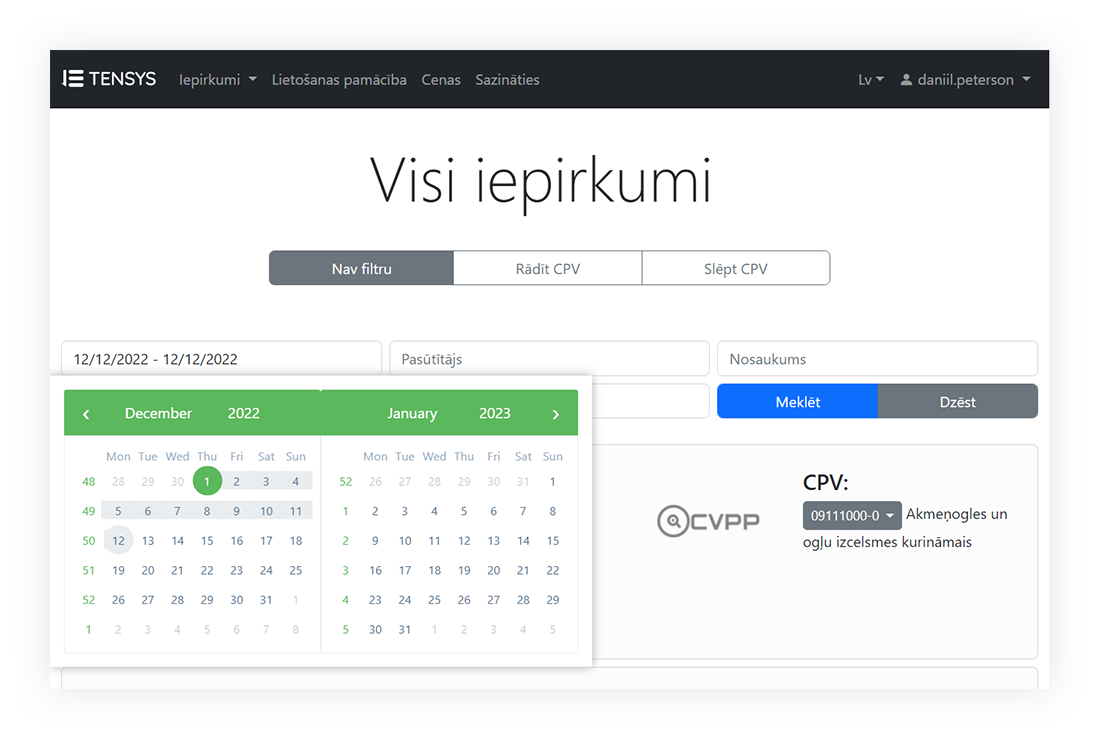 TENSYS Iepirkumi Lietošanas pamācība Cenas Sazināties Lv daniil.peterson
Visi iepirkumi
Nav filtru Rādīt CPV Slēpt CPV
12/12/2022 - 12/12/2022 Pasūtītājs Nosaukums
Meklēt Dzēst
December 2022 January 2023
Mon Tue Wed Thu Fri Sat Sun Mon Tue Wed Thu Fri Sat Sun
48 28 29 30 1 2 3 4 52 26 27 28 29 30 31 1
49 5 6 7 8 9 10 11 1 2 3 4 5 6 7 8
50 12 13 14 15 16 17 18 2 9 10 11 12 13 14 15
51 19 20 21 22 23 24 25 3 16 17 18 19 20 21 22
52 26 27 28 29 30 31 1 4 23 24 25 26 27 28 29
1 2 3 4 5 6 7 8 5 30 31 1 2 3 4 5
CVPP
CPV:
09111000-0 Akmeņogles un
ogļu izcelsmes kurināmais